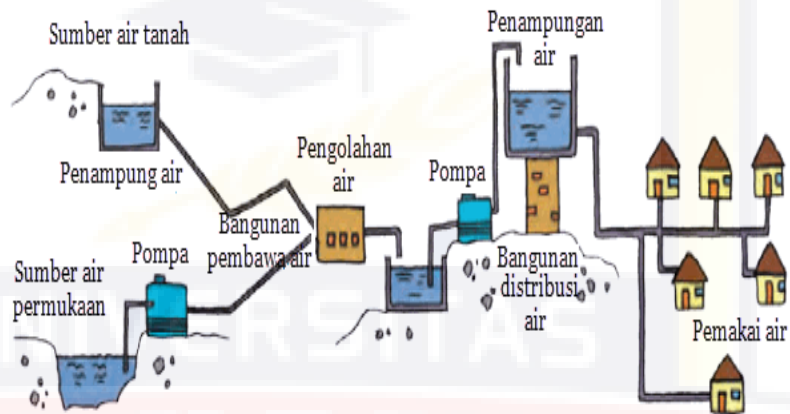 Sumber air tanah
Penampung air
Sumber air
permukaan
Pompa
Bangunan
pembawa air
Pengolahan
air
Pompa
Penampungan
air
Bangunan
distribusi
air
Pemakai air
UNIVERSITAS